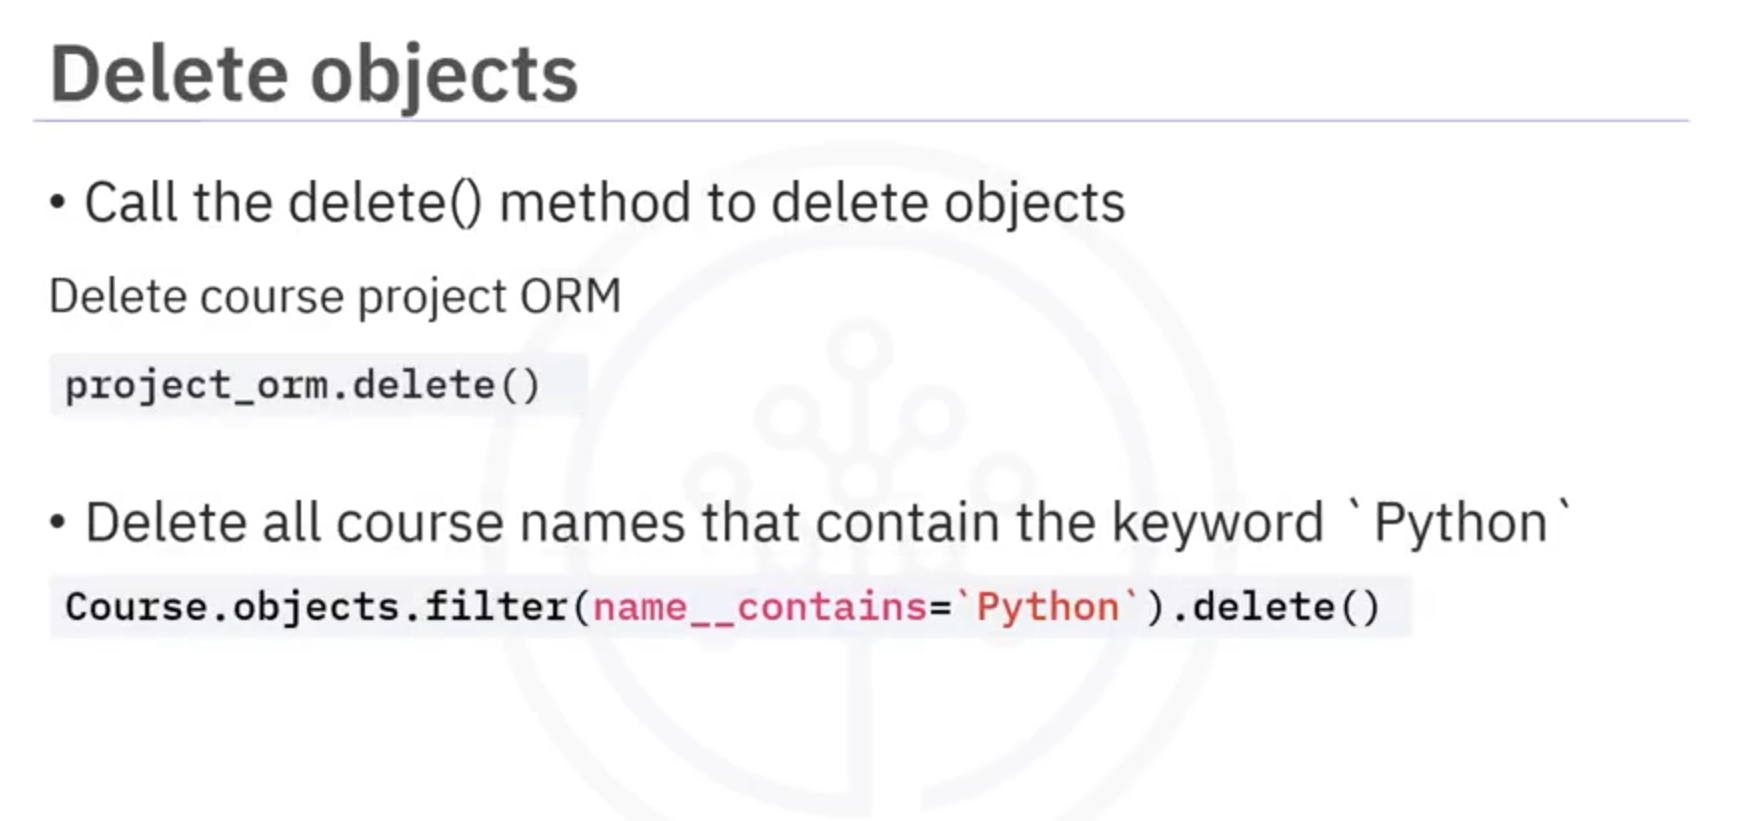 Delete objects
• Call the delete() method to delete objects
Delete course project ORM
project_orm.delete()
• Delete all course names that contain the keyword `Python`
Course.objects.filter(name__contains=`Python`).delete()